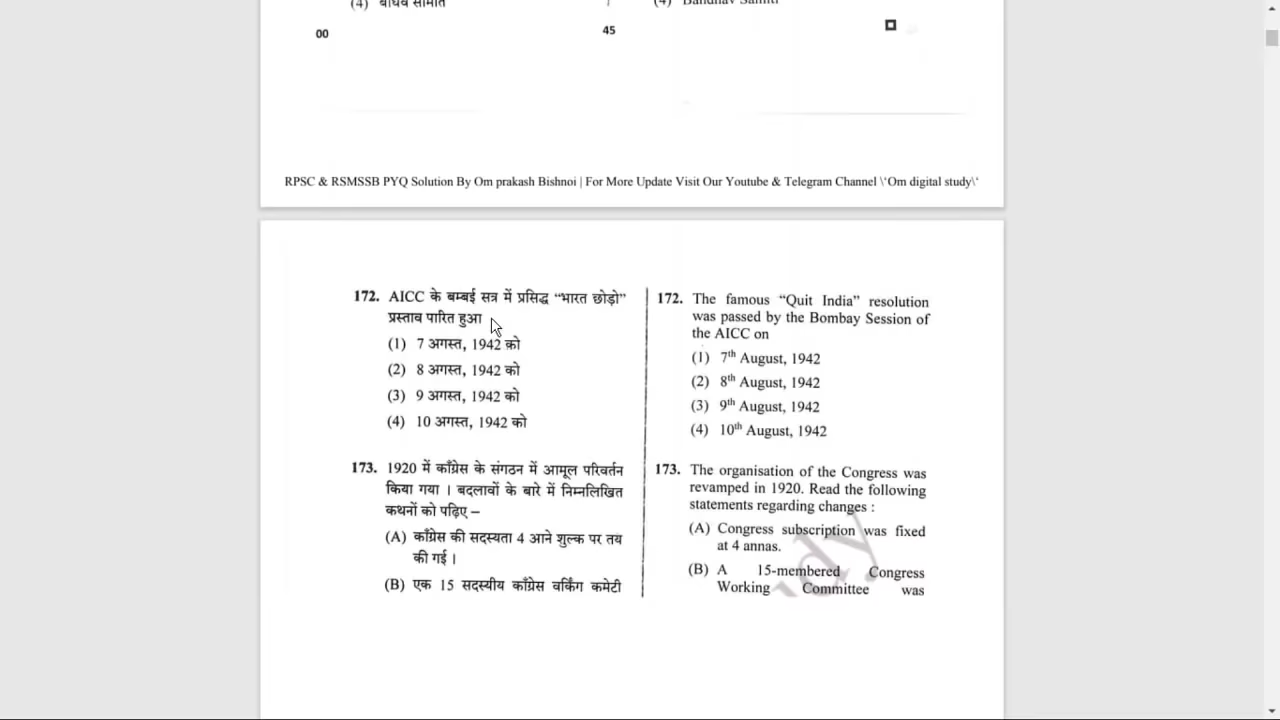 (4) बांधव समिति
(4) Bandhav Samiti
00
45
RPSC & RSMSSB PYQ Solution By Om prakash Bishnoi | For More Update Visit Our Youtube & Telegram Channel \'Om digital study\'
172. AICC के बम्बई सत्र में प्रसिद्ध “भारत छोड़ो”
प्रस्ताव पारित हुआ
(1) 7 अगस्त, 1942 को
(2) 8 अगस्त, 1942 को
(3) 9 अगस्त, 1942 को
(4) 10 अगस्त, 1942 को
173. 1920 में काँग्रेस के संगठन में आमूल परिवर्तन
किया गया । बदलावों के बारे में निम्नलिखित
कथनों को पढ़िए –
(A) काँग्रेस की सदस्यता 4 आने शुल्क पर तय
की गई ।
(B) एक 15 सदस्यीय काँग्रेस वर्किंग कमेटी
172. The famous “Quit India” resolution
was passed by the Bombay Session of
the AICC on
(1) 7th August, 1942
(2) 8th August, 1942
(3) 9th August, 1942
(4) 10th August, 1942
173. The organisation of the Congress was
revamped in 1920. Read the following
statements regarding changes :
(A) Congress subscription was fixed
at 4 annas.
(B) A 15-membered Congress
Working Committee was